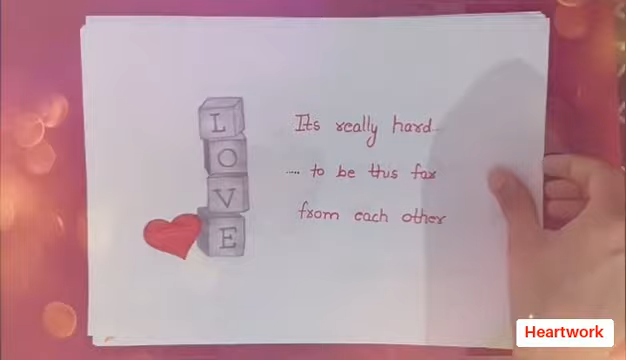 L
O
V
E
Its really hard
..... to be this far
from each other
Heartwork